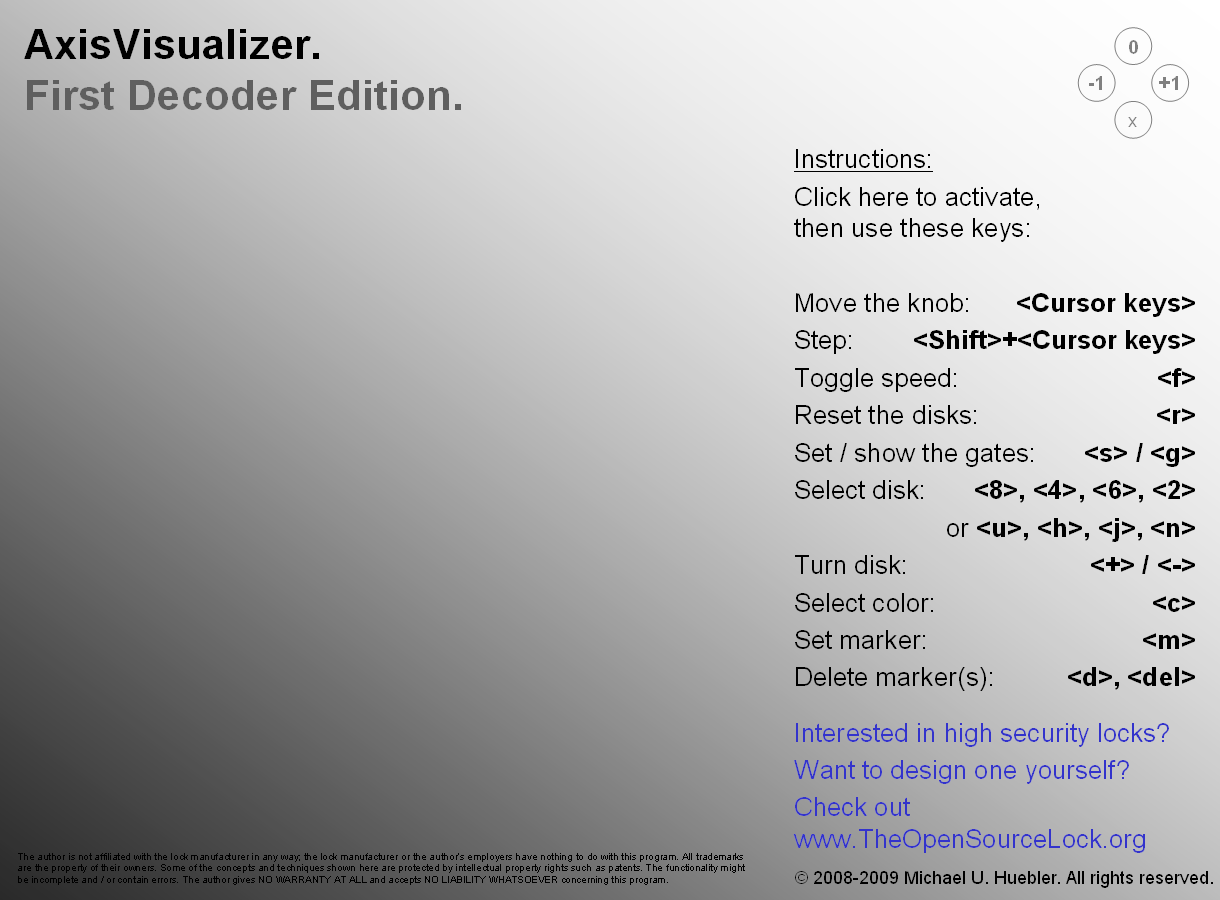 AxisVisualizer.
First Decoder Edition.
0
-1 +1
x
Instructions:
Click here to activate,
then use these keys:
Move the knob: <Cursor keys>
Step: <Shift>+<Cursor keys>
Toggle speed: <f>
Reset the disks: <r>
Set / show the gates: <s> / <g>
Select disk: <8>, <4>, <6>, <2>
or <u>, <h>, <j>, <n>
Turn disk: <+> / <->
Select color: <c>
Set marker: <m>
Delete marker(s): <d>, <del>
Interested in high security locks?
Want to design one yourself?
Check out
www.TheOpenSourceLock.org
The author is not affiliated with the lock manufacturer in any way; the lock manufacturer or the author's employers have nothing to do with this program. All trademarks
are the property of their owners. Some of the concepts and techniques shown here are protected by intellectual property rights such as patents. The functionality might
be incomplete and / or contain errors. The author gives NO WARRANTY AT ALL and accepts NO LIABILITY WHATSOEVER concerning this program.
© 2008-2009 Michael U. Huebler. All rights reserved.